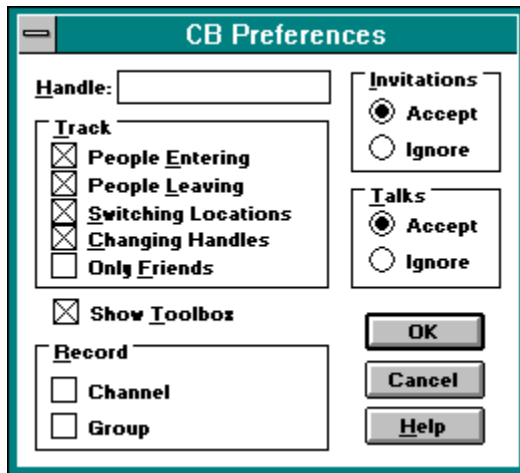 CB Preferences
Handle:
Track
People Entering
People Leaving
Switching Locations
Changing Handles
Only Friends
Show Toolbox
Record
Channel
Group
Invitations
Accept
Ignore
Talks
Accept
Ignore
OK
Cancel
Help